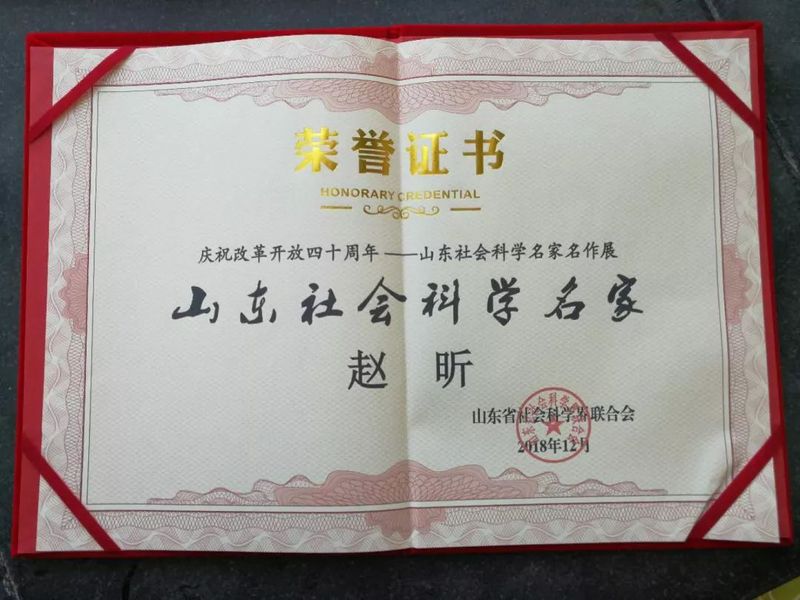 荣誉证书
HONORARY CREDENTIAL
庆祝改革开放四十周年——山东社会科学名家名作展
山东社会科学名家
赵昕
山东省社会科学界联合会
2018年12月